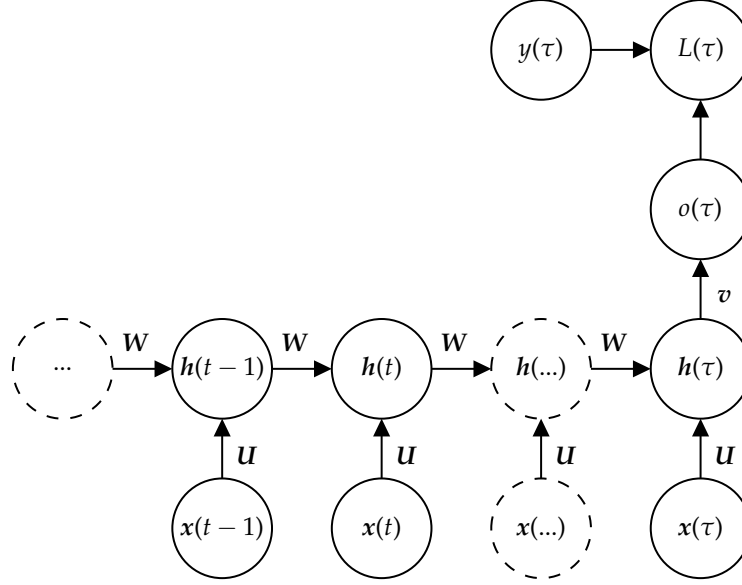 y(τ) L(τ)
o(τ)
v
W W W W
... h(t − 1) h(t) h(...) h(τ)
U U U U
x(t − 1) x(t) x(...) x(τ)